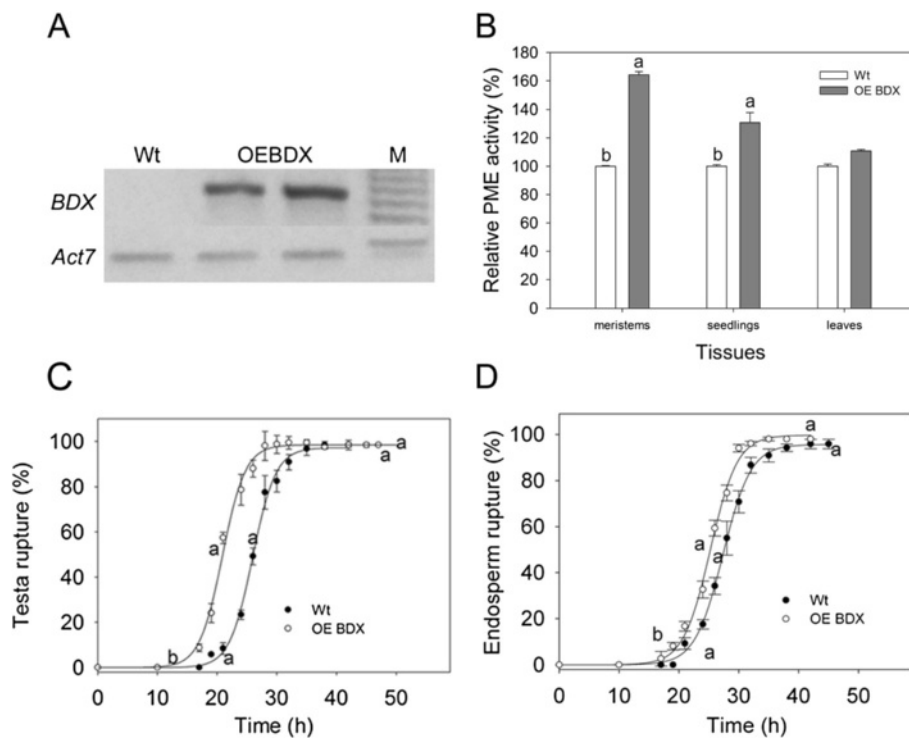 A
Wt OEBDX M
BDX
Act7
B
Relative PME activity (%)
180
160
140
120
100
80
60
40
20
0
Wt
OE BDX
b a
b a
meristems seedlings leaves
Tissues
C
Testa rupture (%)
100
80
60
40
20
0
a
a
a
b
a
Wt
OE BDX
0 10 20 30 40 50
Time (h)
D
Endosperm rupture (%)
100
80
60
40
20
0
a
a
a
a
b
a
Wt
OE BDX
0 10 20 30 40 50
Time (h)